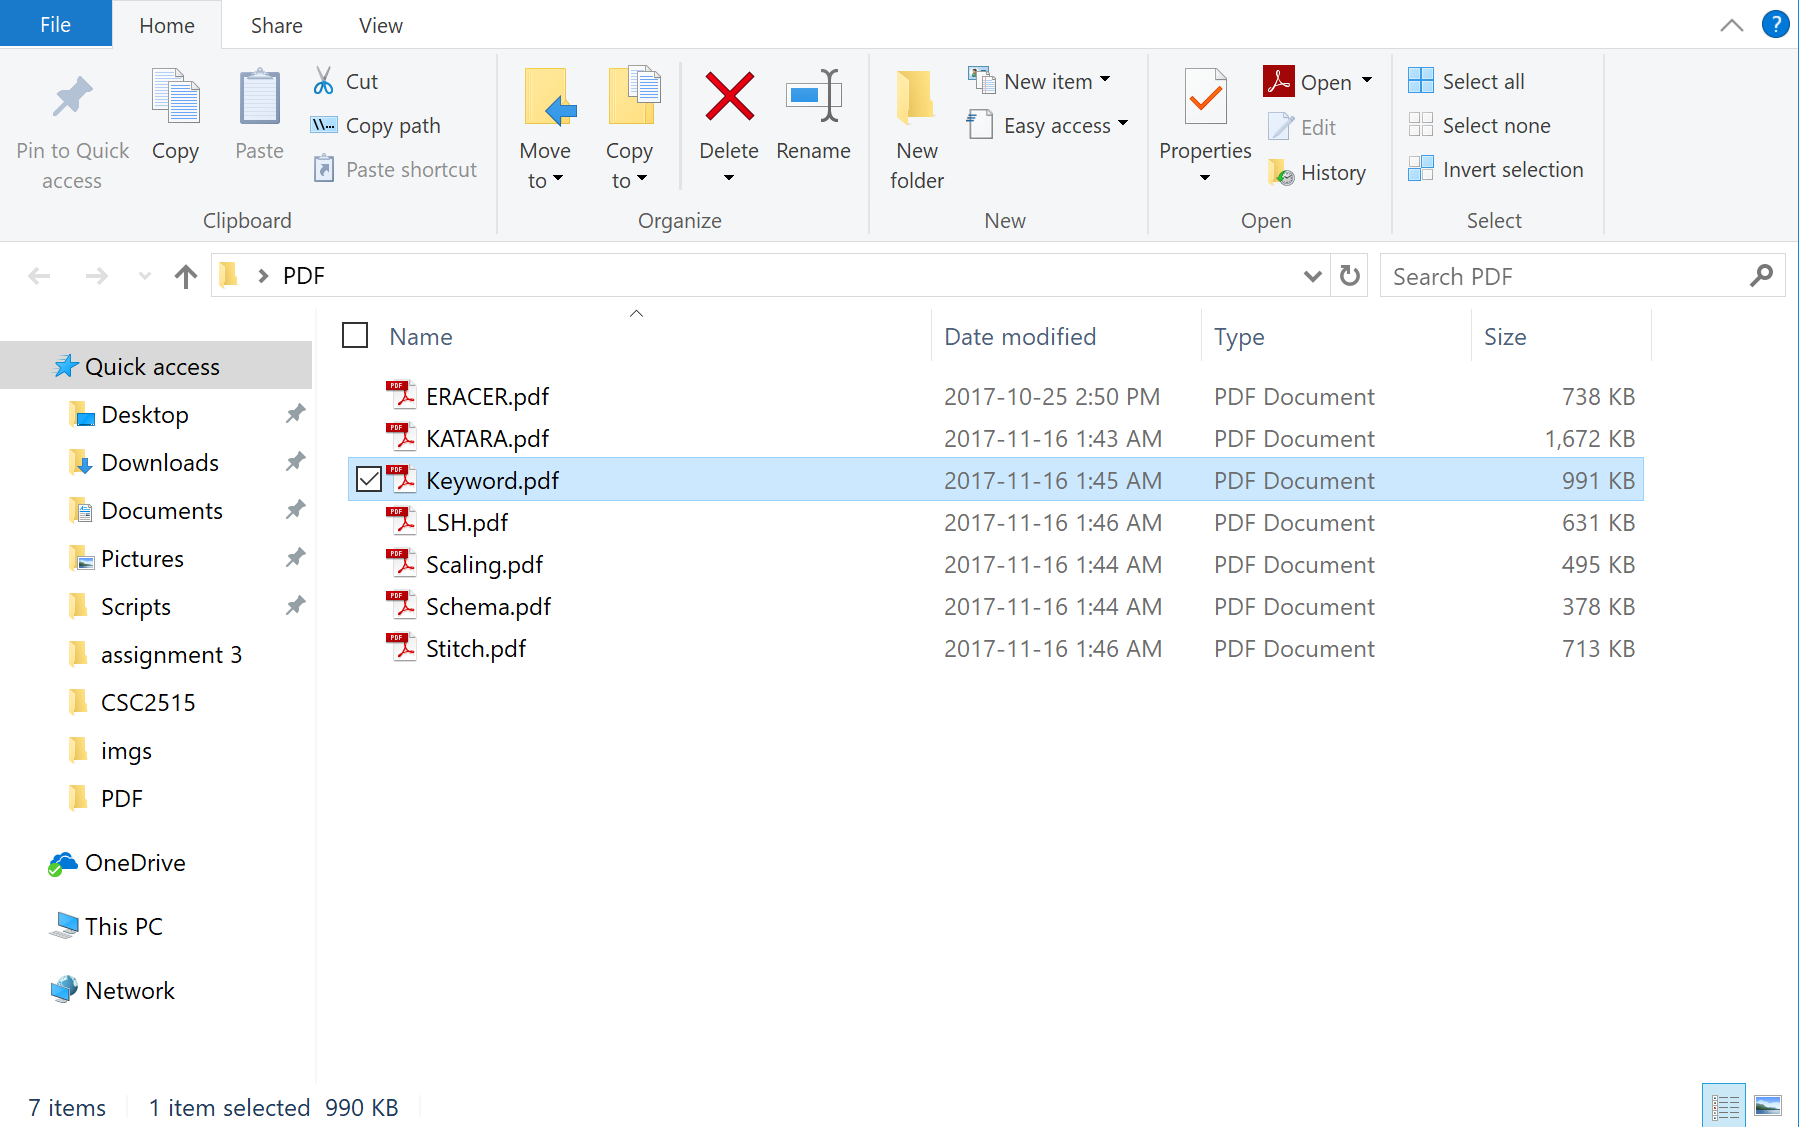 File Home Share View
Pin to Quick access
Copy
Paste
Cut
Copy path
Paste shortcut
Clipboard
Move to
Copy to
Delete
Rename
Organize
New folder
New item
Easy access
New
Properties
Open
Edit
History
Open
Select all
Select none
Invert selection
Select
PDF
Search PDF
Name Date modified Type Size
ERACER.pdf 2017-10-25 2:50 PM PDF Document 738 KB
KATARA.pdf 2017-11-16 1:43 AM PDF Document 1,672 KB
Keyword.pdf 2017-11-16 1:45 AM PDF Document 991 KB
LSH.pdf 2017-11-16 1:46 AM PDF Document 631 KB
Scaling.pdf 2017-11-16 1:44 AM PDF Document 495 KB
Schema.pdf 2017-11-16 1:44 AM PDF Document 378 KB
Stitch.pdf 2017-11-16 1:46 AM PDF Document 713 KB
Quick access
Desktop
Downloads
Documents
Pictures
Scripts
assignment 3
CSC2515
imgs
PDF
OneDrive
This PC
Network
7 items 1 item selected 990 KB